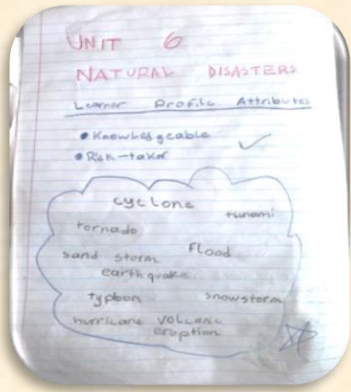 UNIT 6
NATURAL DISASTERS
Learner Profile Attributes
• Knowledgeable
• Risk-taker
cyclone
tsunami
tornado
sand storm Flood
earthquake
typhoon snowstorm
hurricane volcanic
eruption